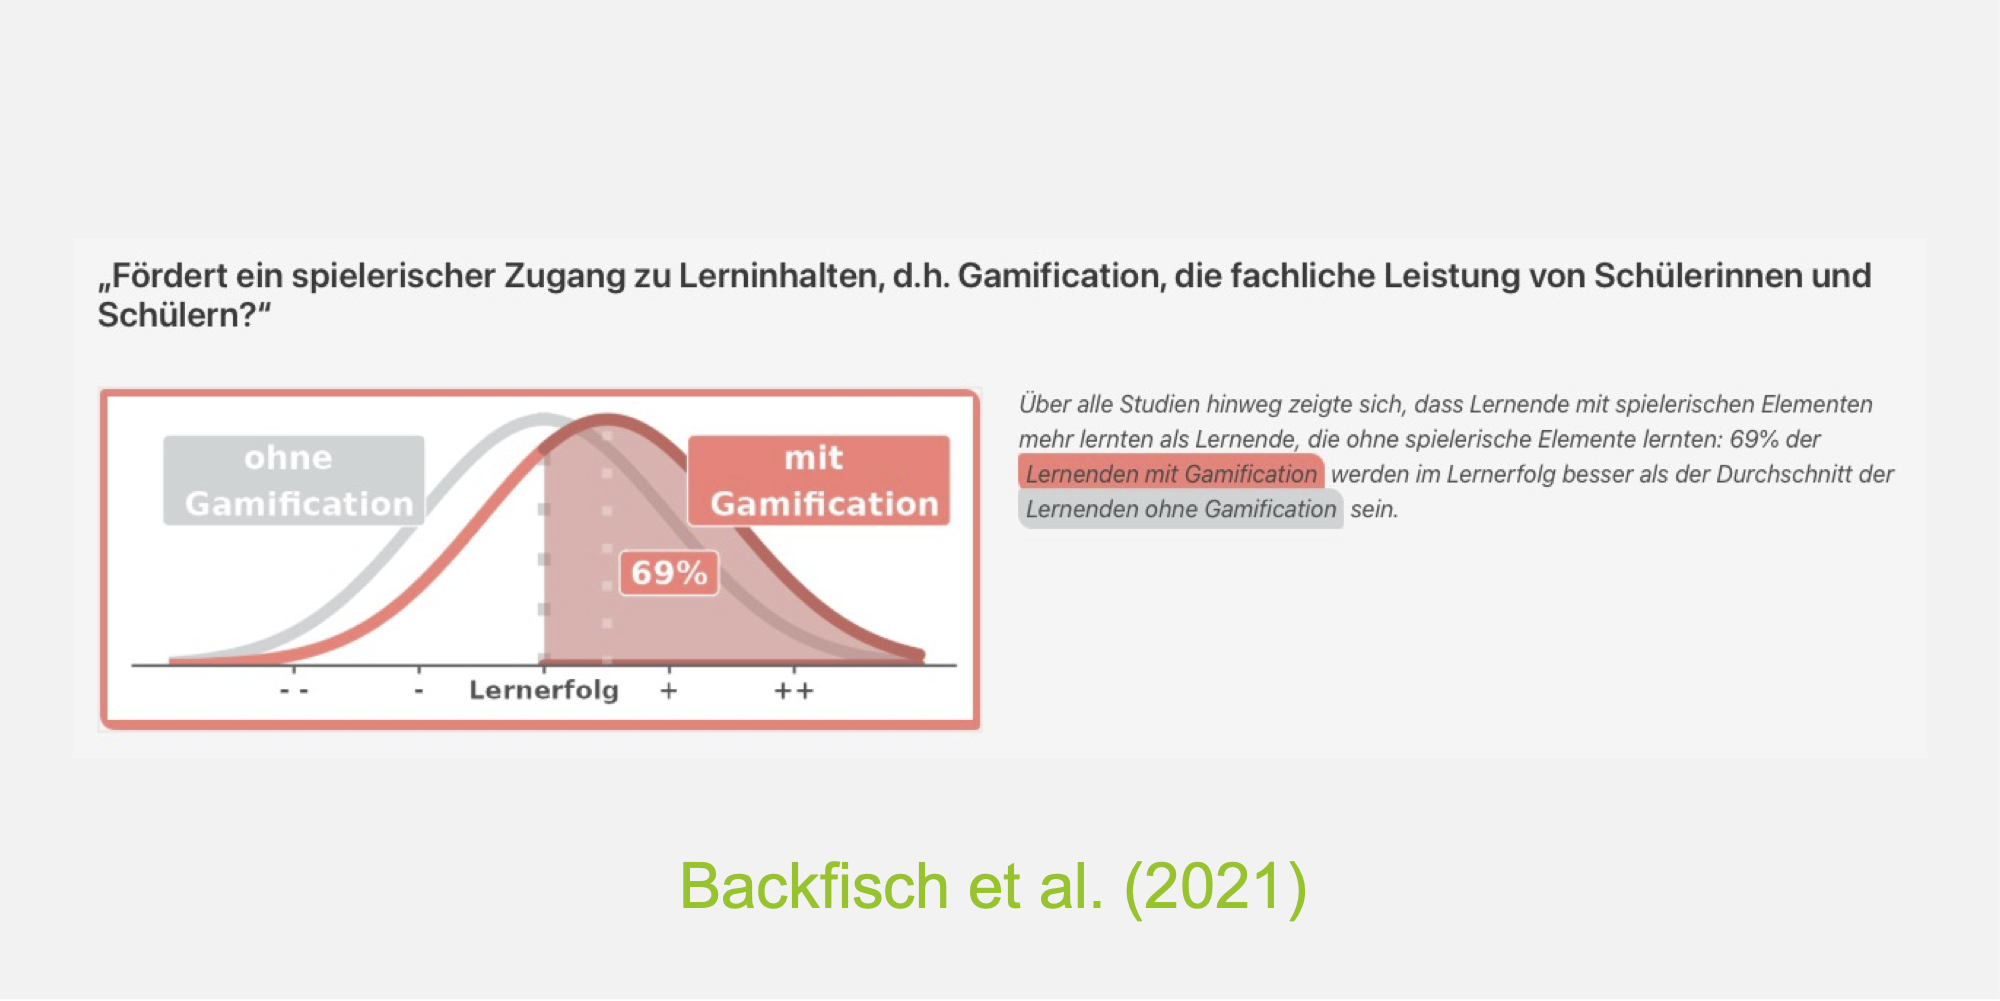 „Fördert ein spielerischer Zugang zu Lerninhalten, d.h. Gamification, die fachliche Leistung von Schülerinnen und
Schülern?“
ohne
Gamification
mit
Gamification
69%
- -
-
Lernerfolg
+
++
Über alle Studien hinweg zeigte sich, dass Lernende mit spielerischen Elementen
mehr lernten als Lernende, die ohne spielerische Elemente lernten: 69% der
Lernenden mit Gamification werden im Lernerfolg besser als der Durchschnitt der
Lernenden ohne Gamification sein.
Backfisch et al. (2021)